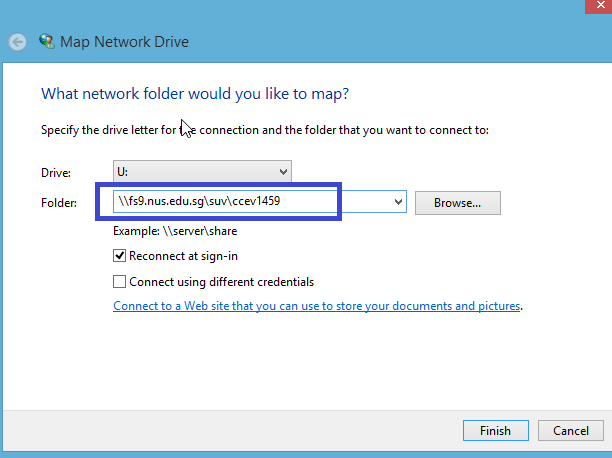 Map Network Drive
What network folder would you like to map?
Specify the drive letter for the connection and the folder that you want to connect to:
Drive: U:
Folder: \\fs9.nus.edu.sg\suv\ccev1459 Browse...
Example: \\server\share
Reconnect at sign-in
Connect using different credentials
Connect to a Web site that you can use to store your documents and pictures.
Finish Cancel